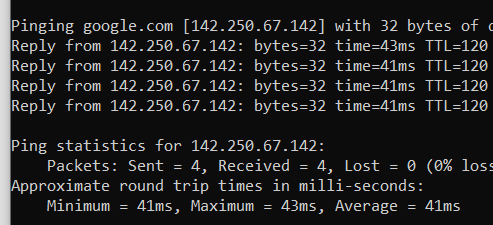 Pinging google.com [142.250.67.142] with 32 bytes of
Reply from 142.250.67.142: bytes=32 time=43ms TTL=120
Reply from 142.250.67.142: bytes=32 time=41ms TTL=120
Reply from 142.250.67.142: bytes=32 time=41ms TTL=120
Reply from 142.250.67.142: bytes=32 time=41ms TTL=120
Ping statistics for 142.250.67.142:
Packets: Sent = 4, Received = 4, Lost = 0 (0% loss
Approximate round trip times in milli-seconds:
Minimum = 41ms, Maximum = 43ms, Average = 41ms